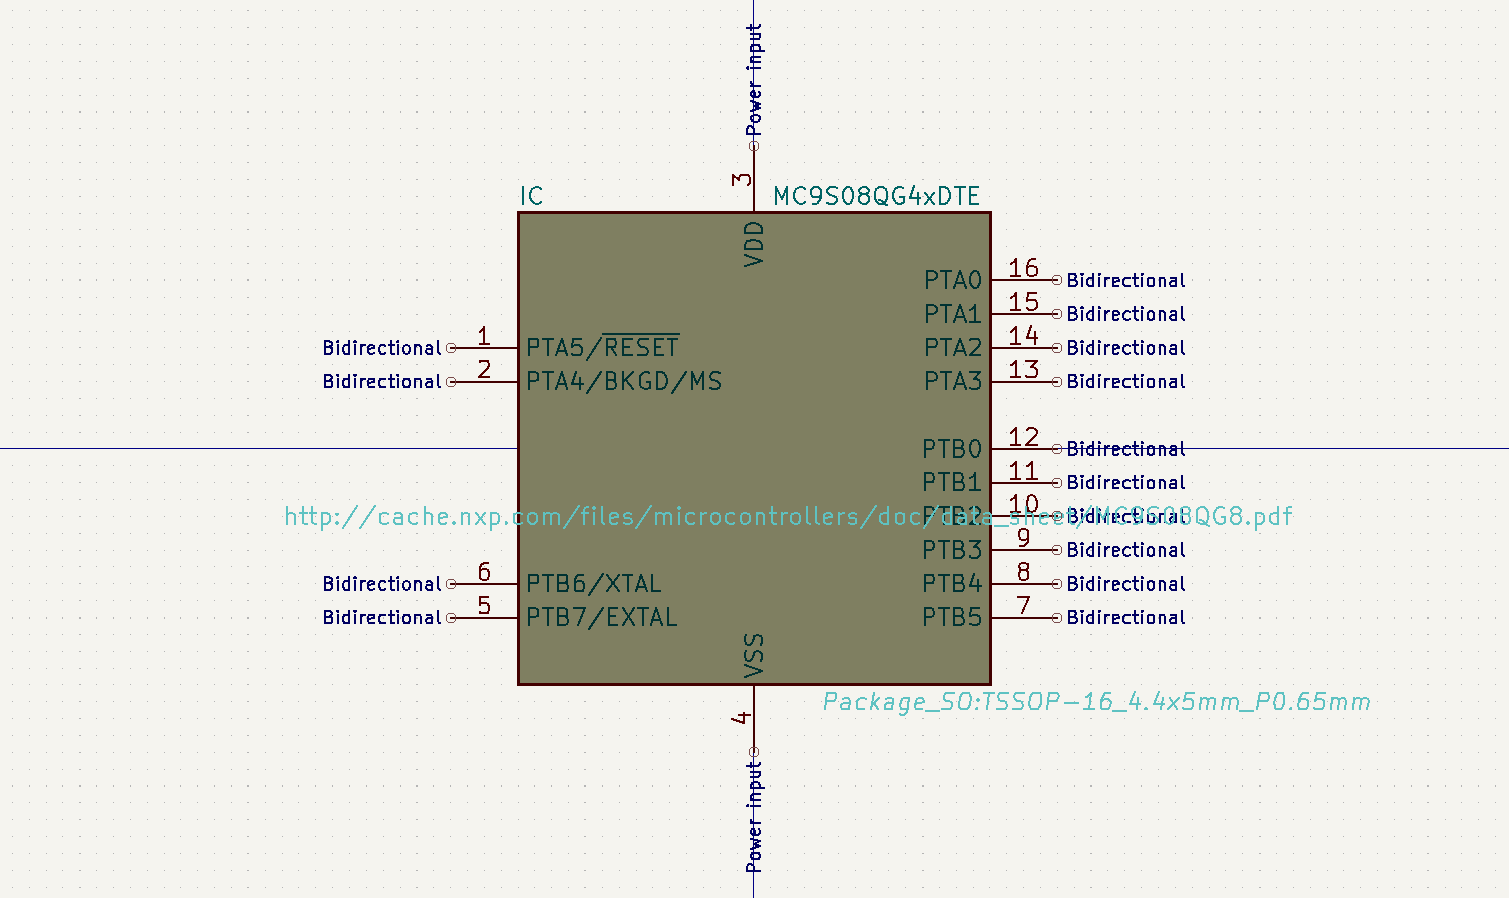 Power input
3
IC
MC9S08QG4xDTE
VDD
PTA0 16 Bidirectional
PTA1 15 Bidirectional
Bidirectional 1 PTA5/RESET
PTA2 14 Bidirectional
Bidirectional 2 PTA4/BKGD/MS
PTA3 13 Bidirectional
PTB0 12 Bidirectional
PTB1 11 Bidirectional
PTB2 10 Bidirectional
http://cache.nxp.com/files/microcontrollers/doc/data_sheet/MC9S08QG8.pdf
PTB3 9 Bidirectional
Bidirectional 6 PTB6/XTAL
PTB4 8 Bidirectional
Bidirectional 5 PTB7/EXTAL
PTB5 7 Bidirectional
VSS
Package_SO:TSSOP-16_4.4x5mm_P0.65mm
4
Power input